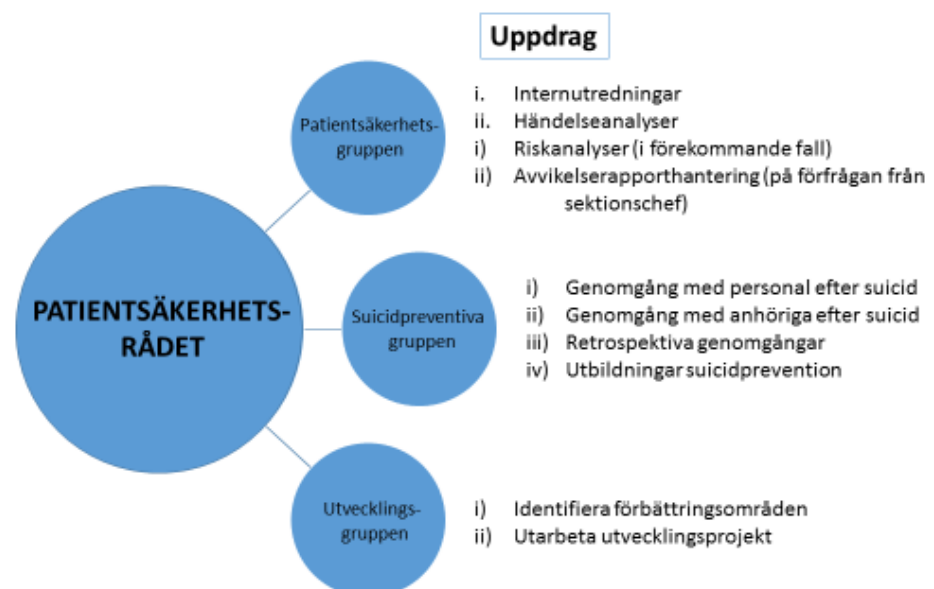 Uppdrag
Patientsäkerhets-
gruppen
i. Internutredningar
ii. Händelseanalyser
i) Riskanalyser (i förekommande fall)
ii) Avvikelserapporthantering (på förfrågan från
sektionschef)
PATIENTSÄKERHETS-
RÅDET
Suicidpreventiva
gruppen
i) Genomgång med personal efter suicid
ii) Genomgång med anhöriga efter suicid
iii) Retrospektiva genomgångar
iv) Utbildningar suicidprevention
Utvecklings-
gruppen
i) Identifiera förbättringsområden
ii) Utarbeta utvecklingsprojekt